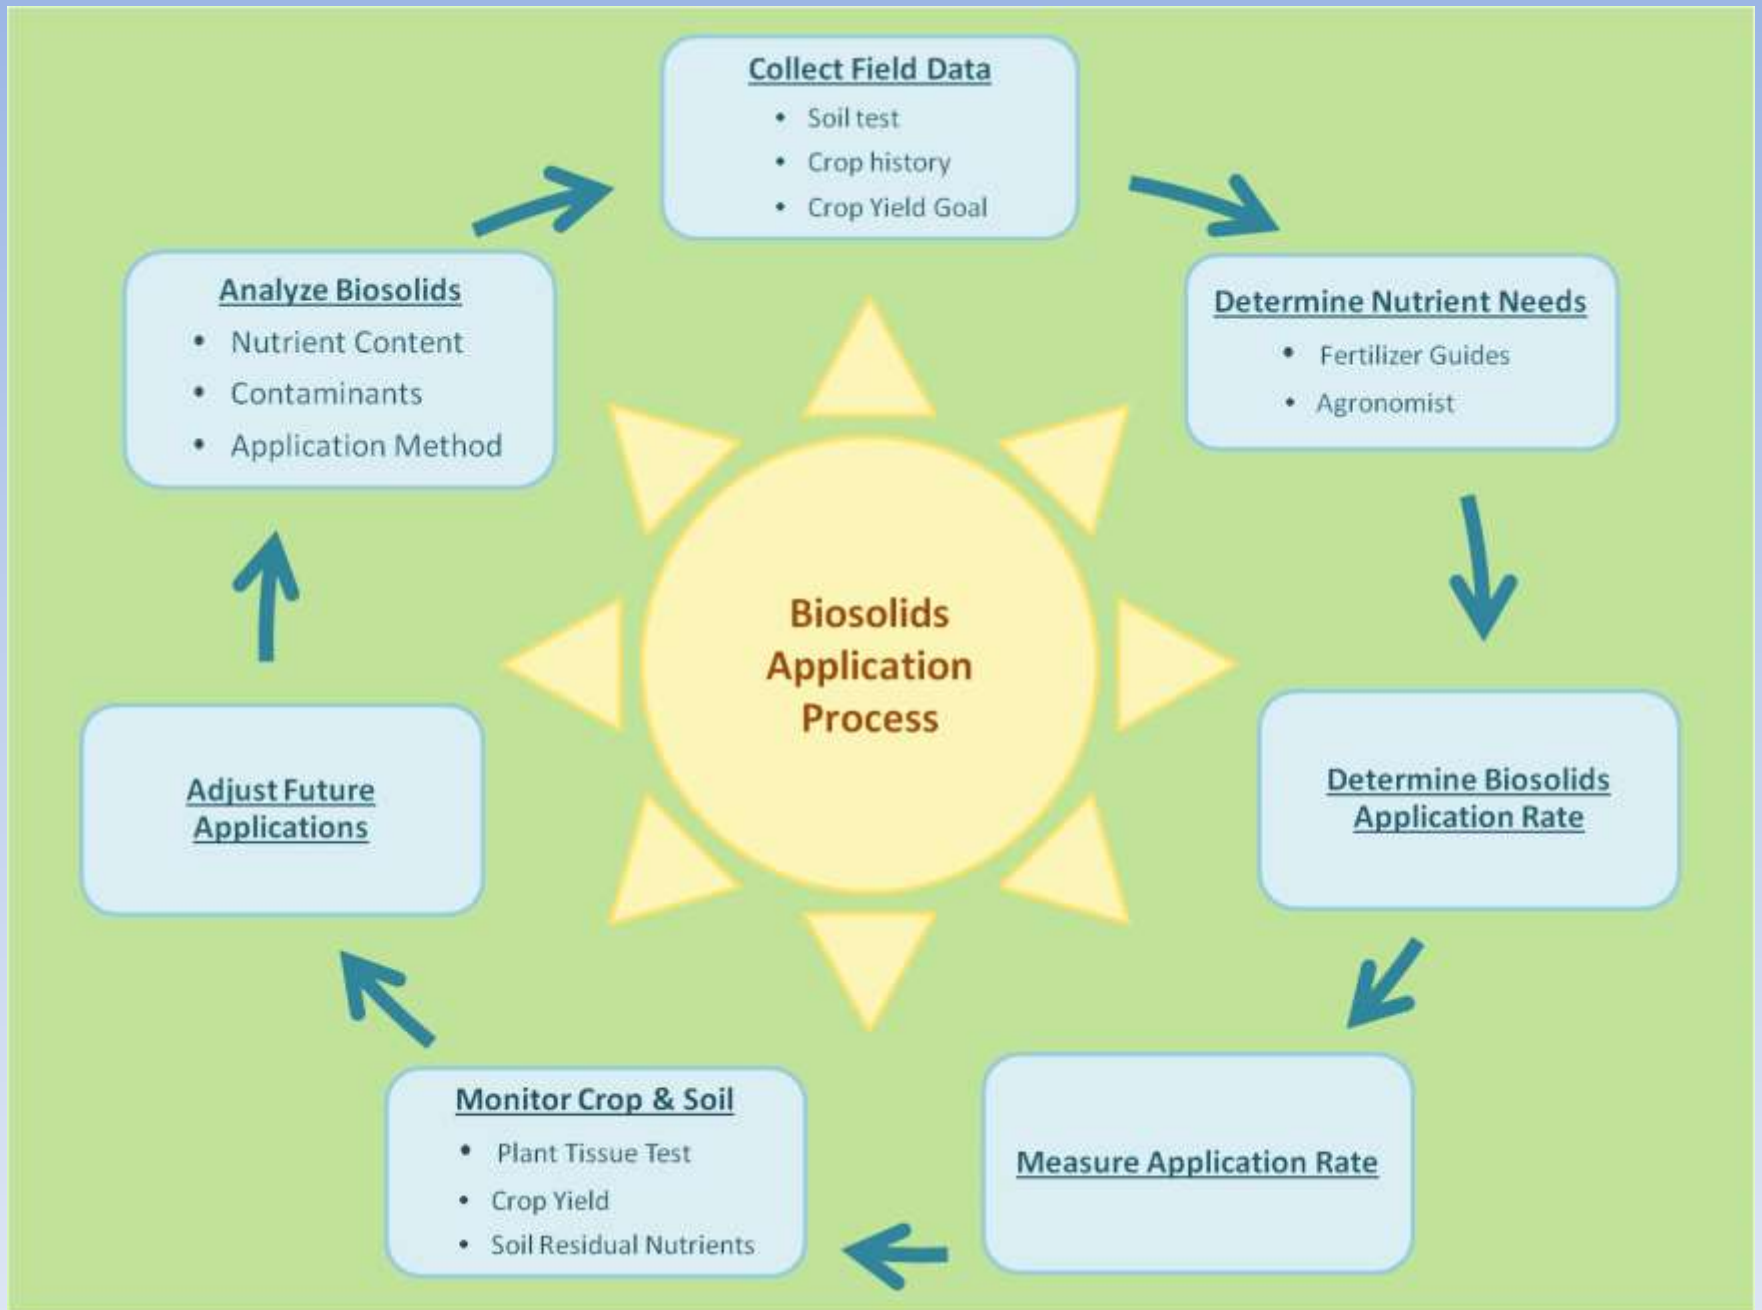 Collect Field Data
• Soil test
• Crop history
• Crop Yield Goal
Determine Nutrient Needs
• Fertilizer Guides
• Agronomist
Determine Biosolids
Application Rate
Measure Application Rate
Monitor Crop & Soil
• Plant Tissue Test
• Crop Yield
• Soil Residual Nutrients
Adjust Future
Applications
Analyze Biosolids
• Nutrient Content
• Contaminants
• Application Method
Biosolids
Application
Process